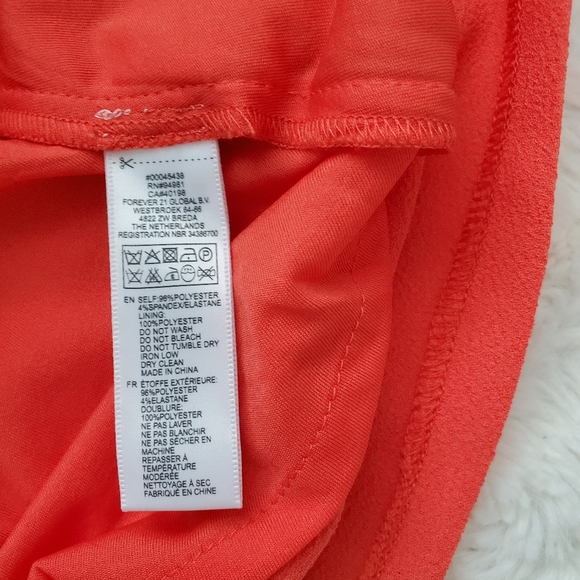 #00045438
RN#94981
CA#40198
FOREVER 21 GLOBAL B.V.
WESTBROEK 64-66
4822 ZW BREDA
THE NETHERLANDS
REGISTRATION NBR 34386700
P
EN SELF:96%POLYESTER
4%SPANDEX/ELASTANE
LINING:
100%POLYESTER
DO NOT WASH
DO NOT BLEACH
DO NOT TUMBLE DRY
IRON LOW
DRY CLEAN
MADE IN CHINA
FR ÉTOFFE EXTÉRIEURE:
96%POLYESTER
4%ELASTANE
DOUBLURE:
100%POLYESTER
NE PAS LAVER
NE PAS BLANCHIR
NE PAS SÉCHER EN
MACHINE
REPASSER À
TEMPÉRATURE
MODÉRÉE
NETTOYAGE À SEC
FABRIQUÉ EN CHINE